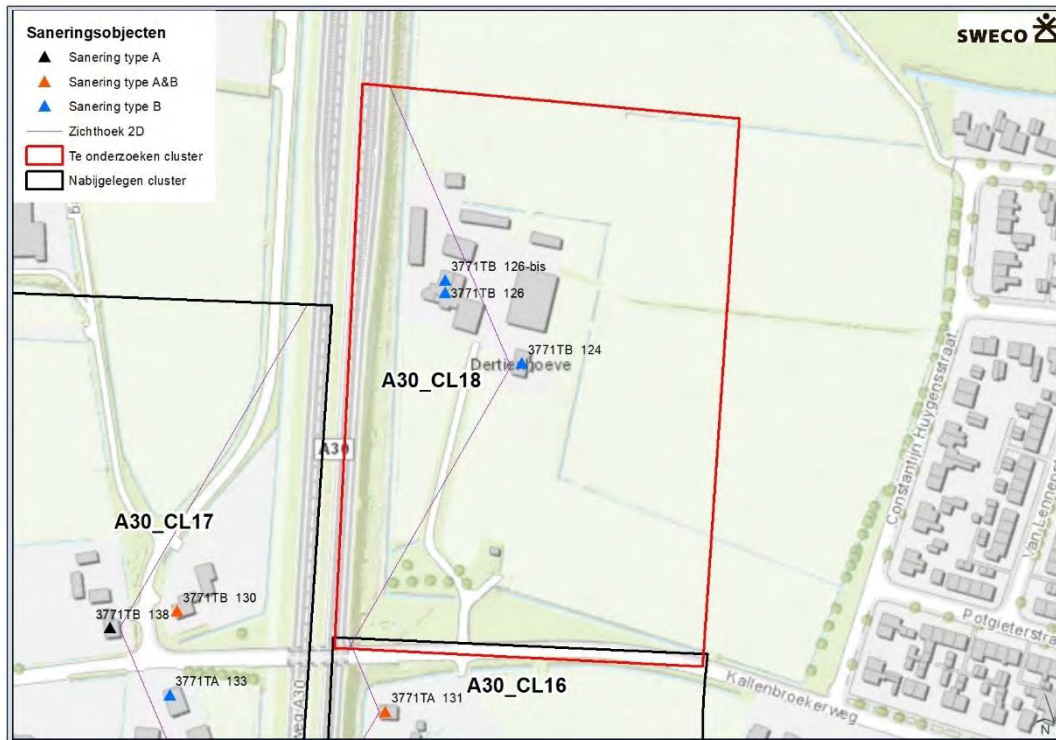 Saneringsobjecten
Sanering type A
Sanering type A&B
Sanering type B
Zichthoek 2D
Te onderzoeken cluster
Nabijgelegen cluster
SWECO
3771TB 126-bis
3771TB 126
3771TB 124
A30_CL18
A30
A30_CL17
3771TB 130
3771TB 138
3771TA 133
3771TA 131
A30_CL16
Constantijn Huygensstraat
Kallenbroekerweg
N